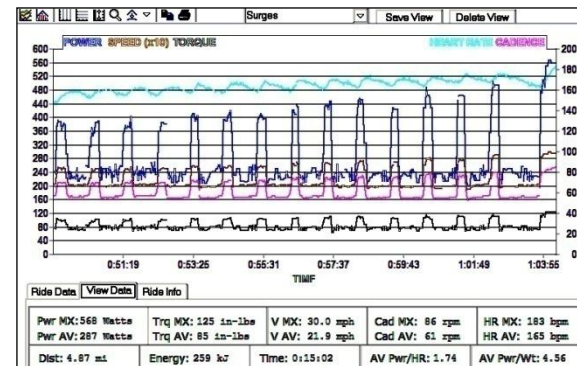 Surges Save View Delete View
POWER SPEED (x10) TORQUE HEART RATE CADENCE
600 200
560
520 180
480 160
440
400 140
360 120
320
280 100
240 80
200
160 60
120 40
80
40 20
0 0
0:51:19 0:53:25 0:55:31 0:57:37 0:59:43 1:01:49 1:03:55
TIME
Ride Data View Data Ride Info
Pwr MX: 568 Watts Trq MX: 125 in-lbs V MX: 30.0 mph Cad MX: 86 rpm HR MX: 183 bpm
Pwr AV: 287 Watts Trq AV: 85 in-lbs V AV: 21.9 mph Cad AV: 61 rpm HR AV: 165 bpm
Dist: 4.87 mi Energy: 259 kJ Time: 0:15:02 AV Pwr/HR: 1.74 AV Pwr/Wt: 4.56